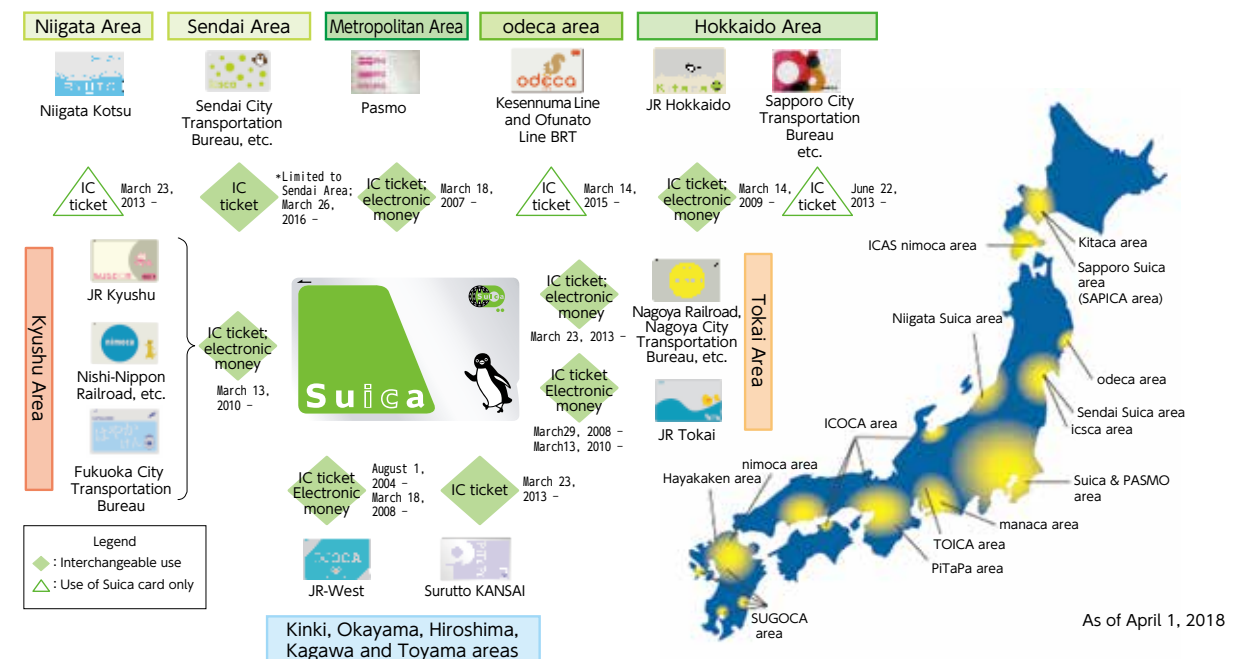 Niigata Area
Sendai Area
Metropolitan Area
odeca area
Hokkaido Area
odeca
Niigata Kotsu
Sendai City
Transportation
Bureau, etc.
Pasmo
Kesennuma Line
and Ofunato
Line BRT
JR Hokkaido
Sapporo City
Transportation
Bureau
etc.
IC
ticket
March 23,
2013 –
IC
ticket
*Limited to
Sendai Area;
March 26,
2016 –
IC ticket;
electronic
money
March 18,
2007 –
IC
ticket
March 14,
2015 –
IC ticket;
electronic
money
March 14,
2009 –
IC
ticket
June 22,
2013 –
Kyushu Area
JR Kyushu
nimoca
Nishi-Nippon
Railroad, etc.
Fukuoka City
Transportation
Bureau
IC ticket;
electronic
money
March 13,
2010 –
Suica
Suica
IC ticket;
electronic
money
March 23, 2013 –
Nagoya Railroad,
Nagoya City
Transportation
Bureau, etc.
IC ticket
Electronic
money
March29, 2008 –
March13, 2010 –
JR Tokai
Tokai Area
IC ticket
Electronic
money
August 1,
2004 –
March 18,
2008 –
IC ticket
March 23,
2013 –
JR-West
Surutto KANSAI
Kinki, Okayama, Hiroshima,
Kagawa and Toyama areas
Legend
: Interchangeable use
: Use of Suica card only
ICAS nimoca area
Kitaca area
Sapporo Suica
area
(SAPICA area)
Niigata Suica area
odeca area
Sendai Suica area
icsca area
ICOCA area
nimoca area
Hayakaken area
Suica & PASMO
area
manaca area
TOICA area
PiTaPa area
SUGOCA
area
As of April 1, 2018